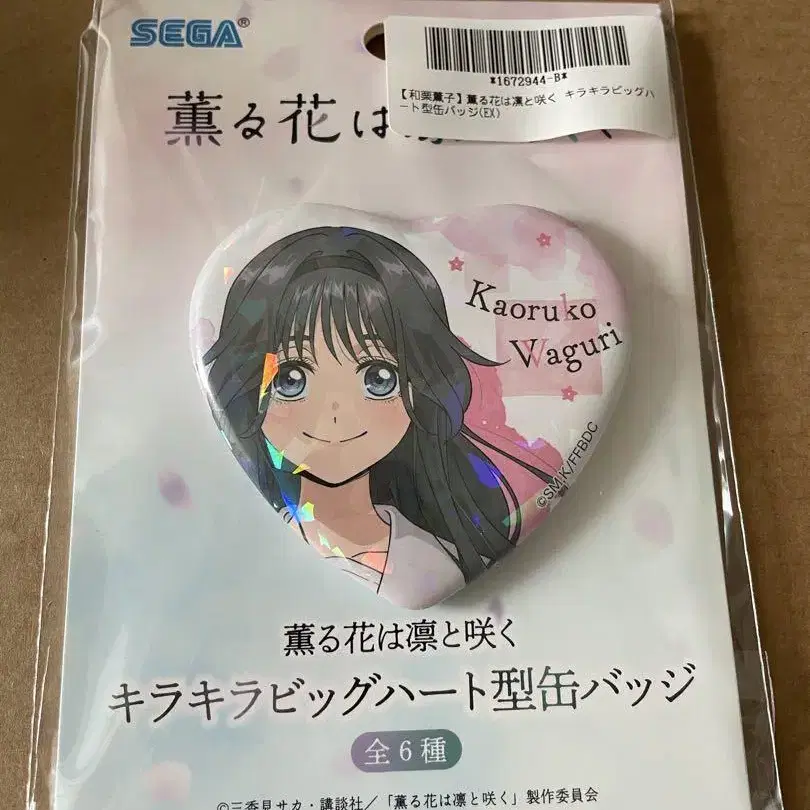 SEGA®
*1672944-B*
【和栗薫子】薫る花は凛と咲く キラキラビッグハ
ート型缶バッジ(EX)
薫る花は
Kaoruko
Waguri
©SM,K/FFBDC
薫る花は凛と咲く
キラキラビッグハート型缶バッジ
全6種
©三香見サカ・講談社/「薫る花は凛と咲く」製作委員会